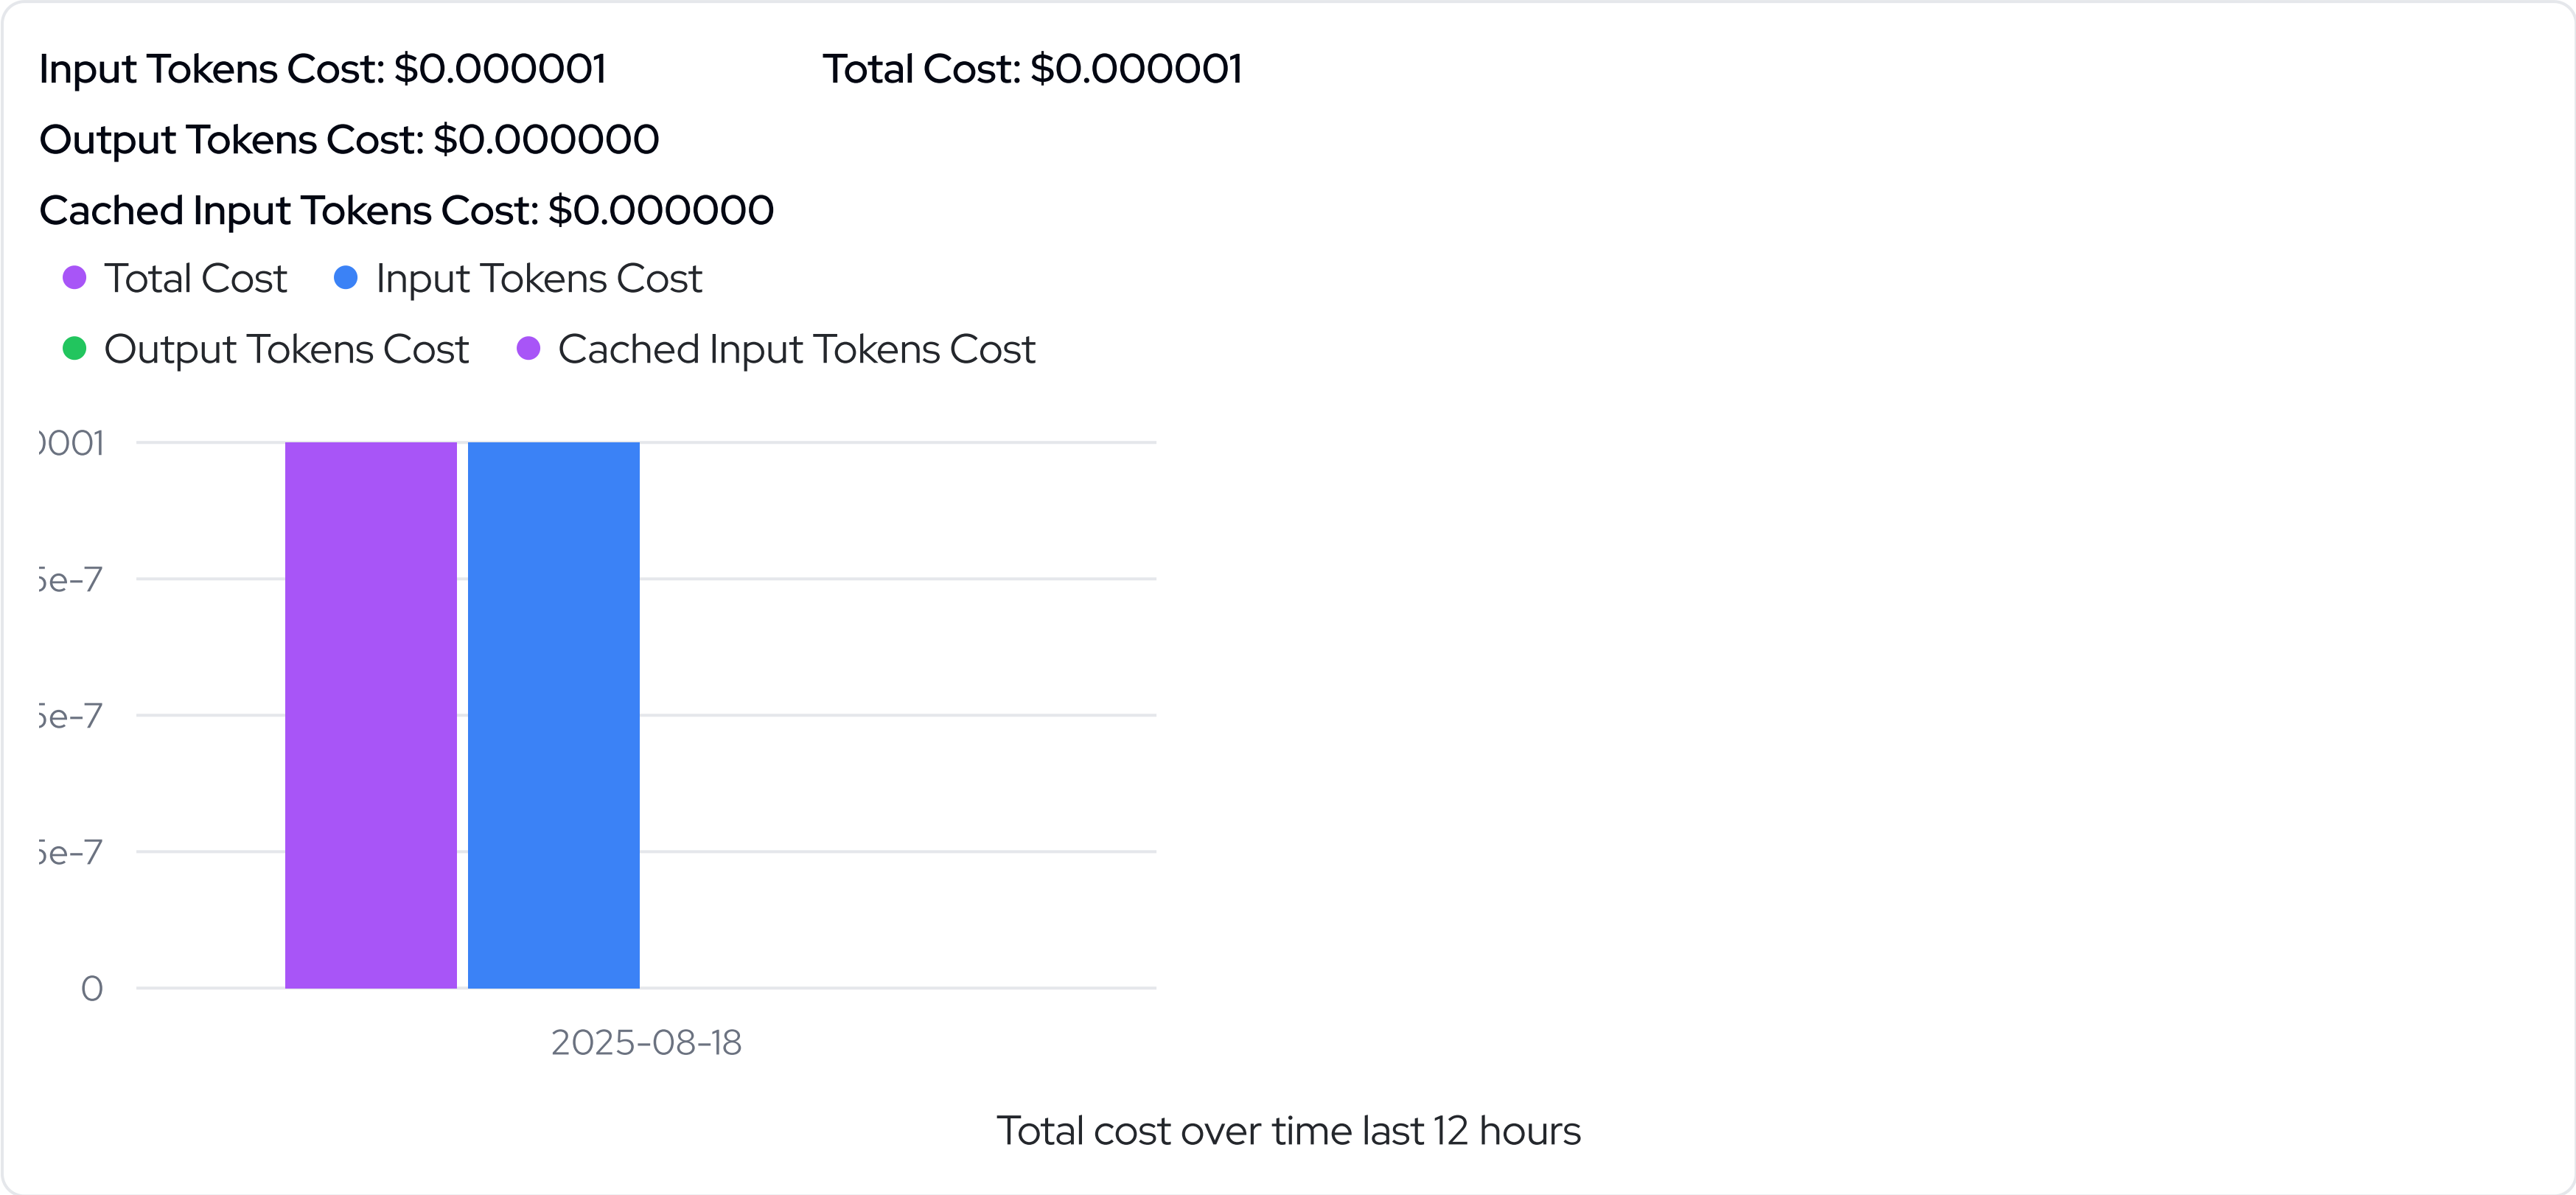 Input Tokens Cost: $0.000001
Total Cost: $0.000001
Output Tokens Cost: $0.000000
Cached Input Tokens Cost: $0.000000
Total Cost
Input Tokens Cost
Output Tokens Cost
Cached Input Tokens Cost
0001
5e-7
5e-7
5e-7
0
2025-08-18
Total cost over time last 12 hours